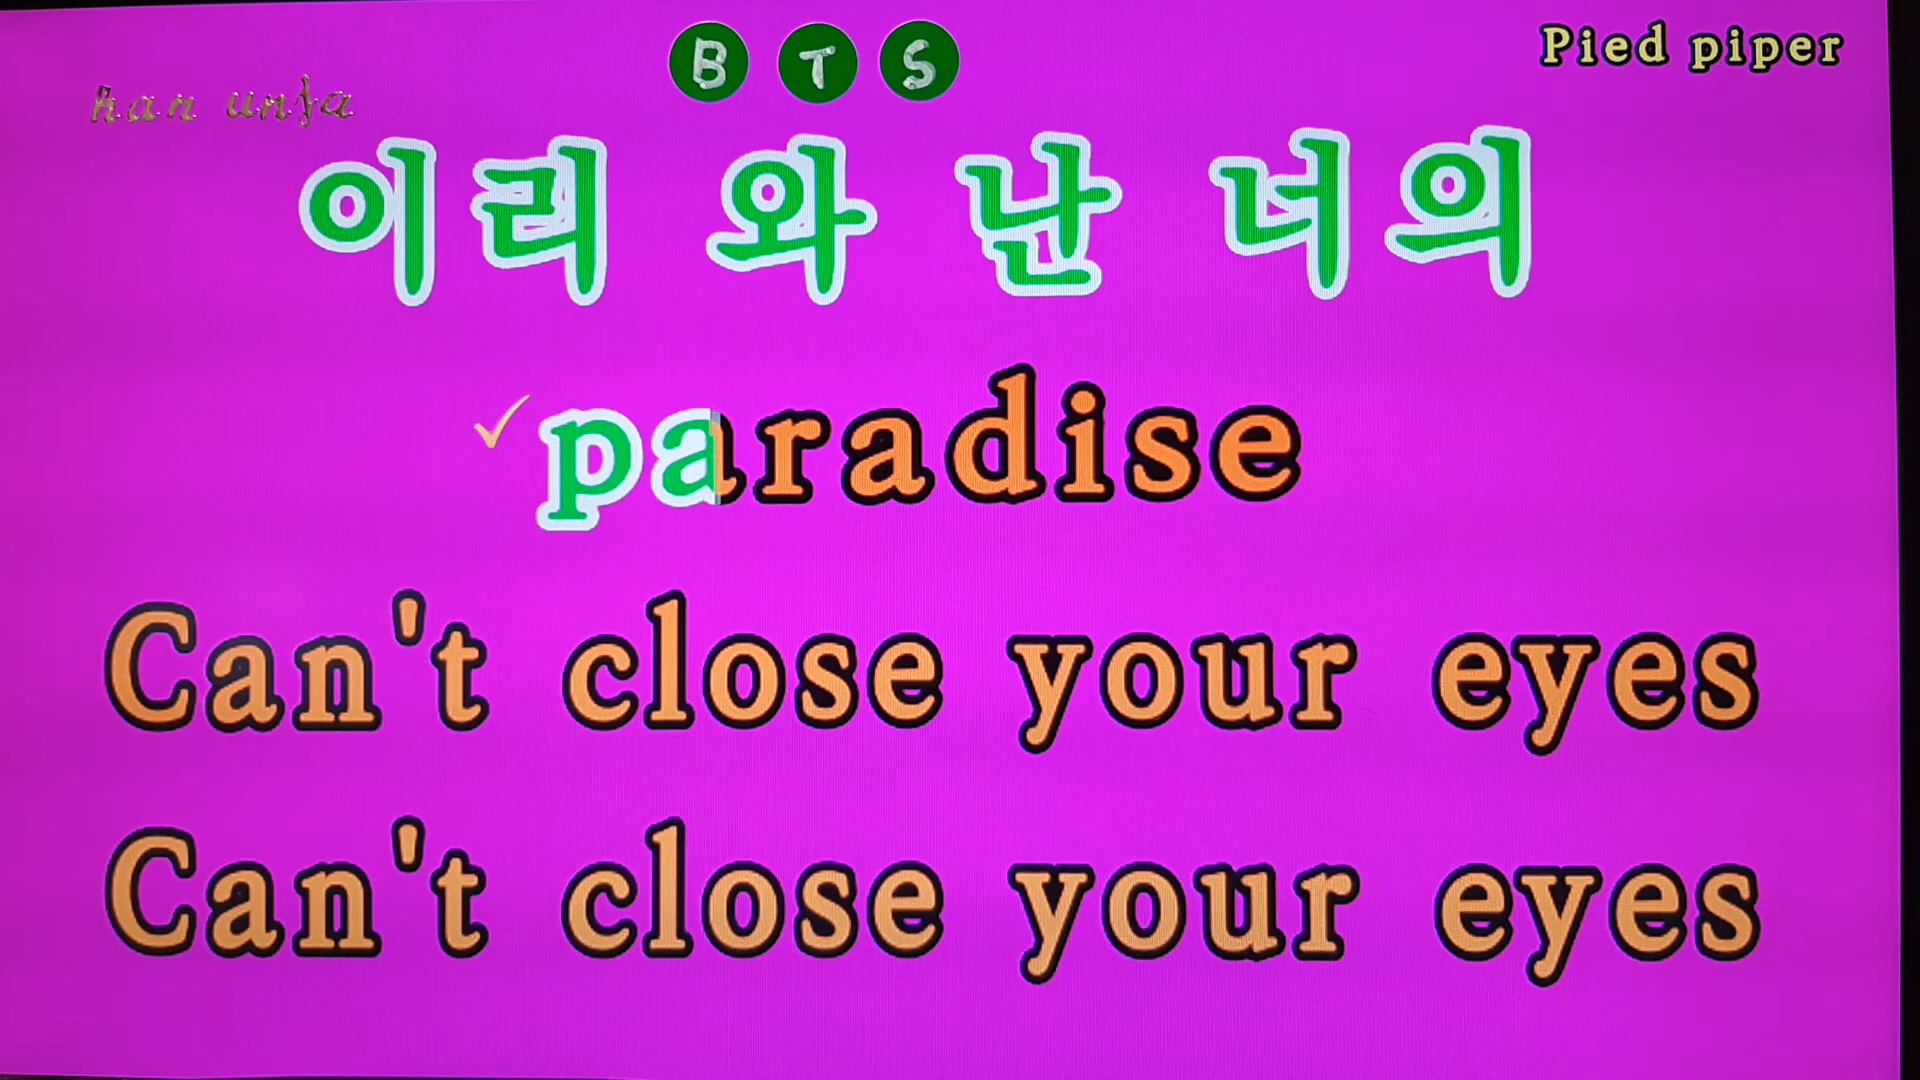 BTS
Pied piper
han unja
이리 와 난 너의
paradise
Can't close your eyes
Can't close your eyes